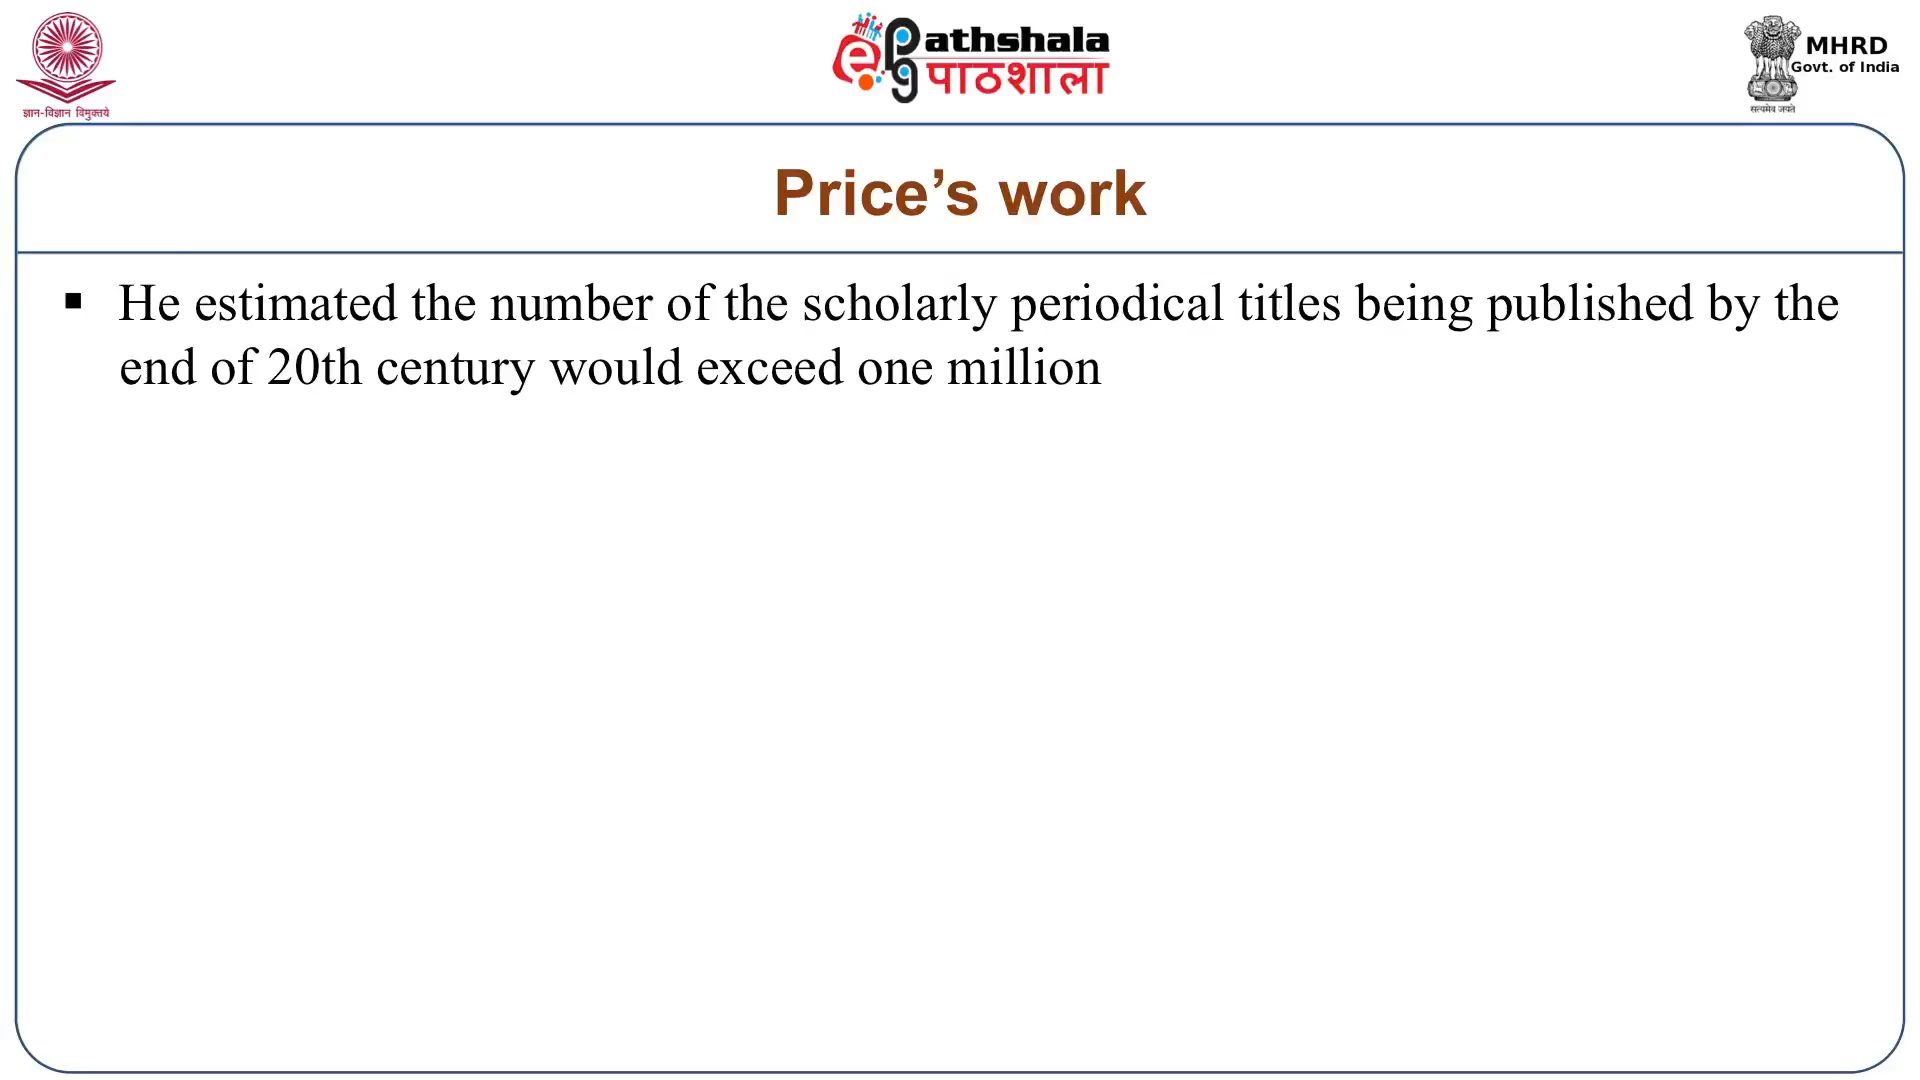 ज्ञान-विज्ञान विमुक्तये
ePathshala
पाठशाला
MHRD
Govt. of India
सत्यमेव जयते
Price’s work
▪ He estimated the number of the scholarly periodical titles being published by the
end of 20th century would exceed one million